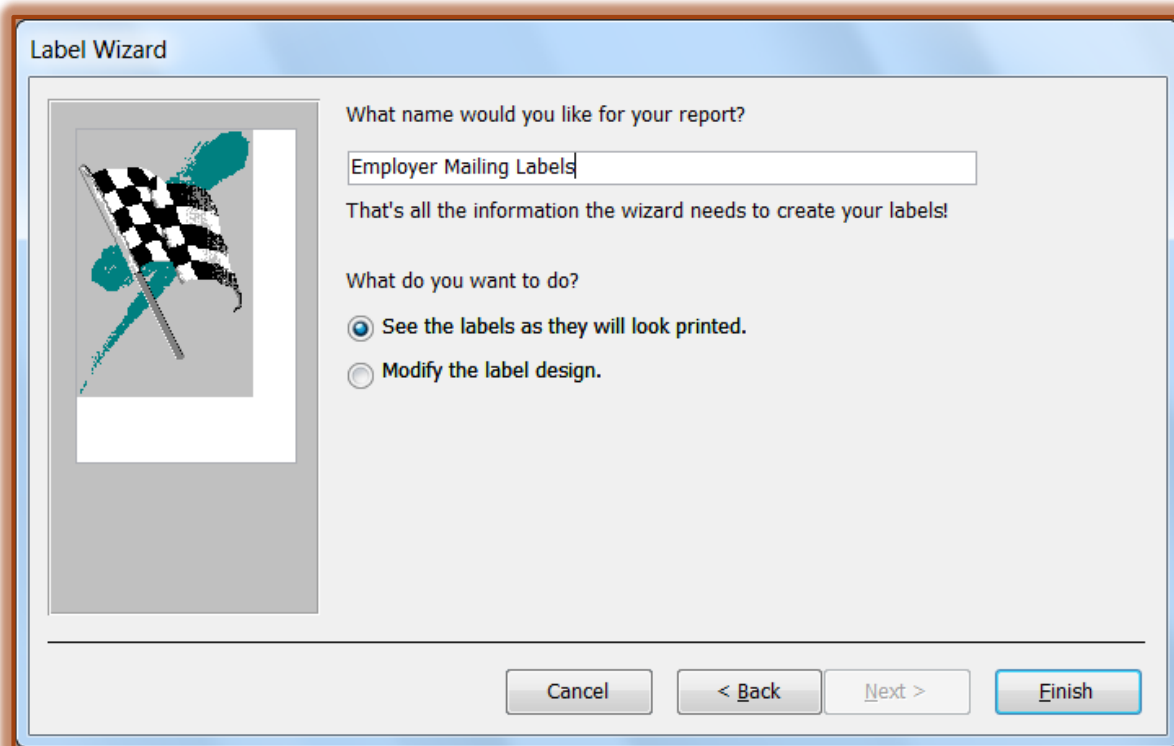 Label Wizard
What name would you like for your report?
Employer Mailing Labels
That's all the information the wizard needs to create your labels!
What do you want to do?
See the labels as they will look printed.
Modify the label design.
Cancel
< Back
Next >
Finish